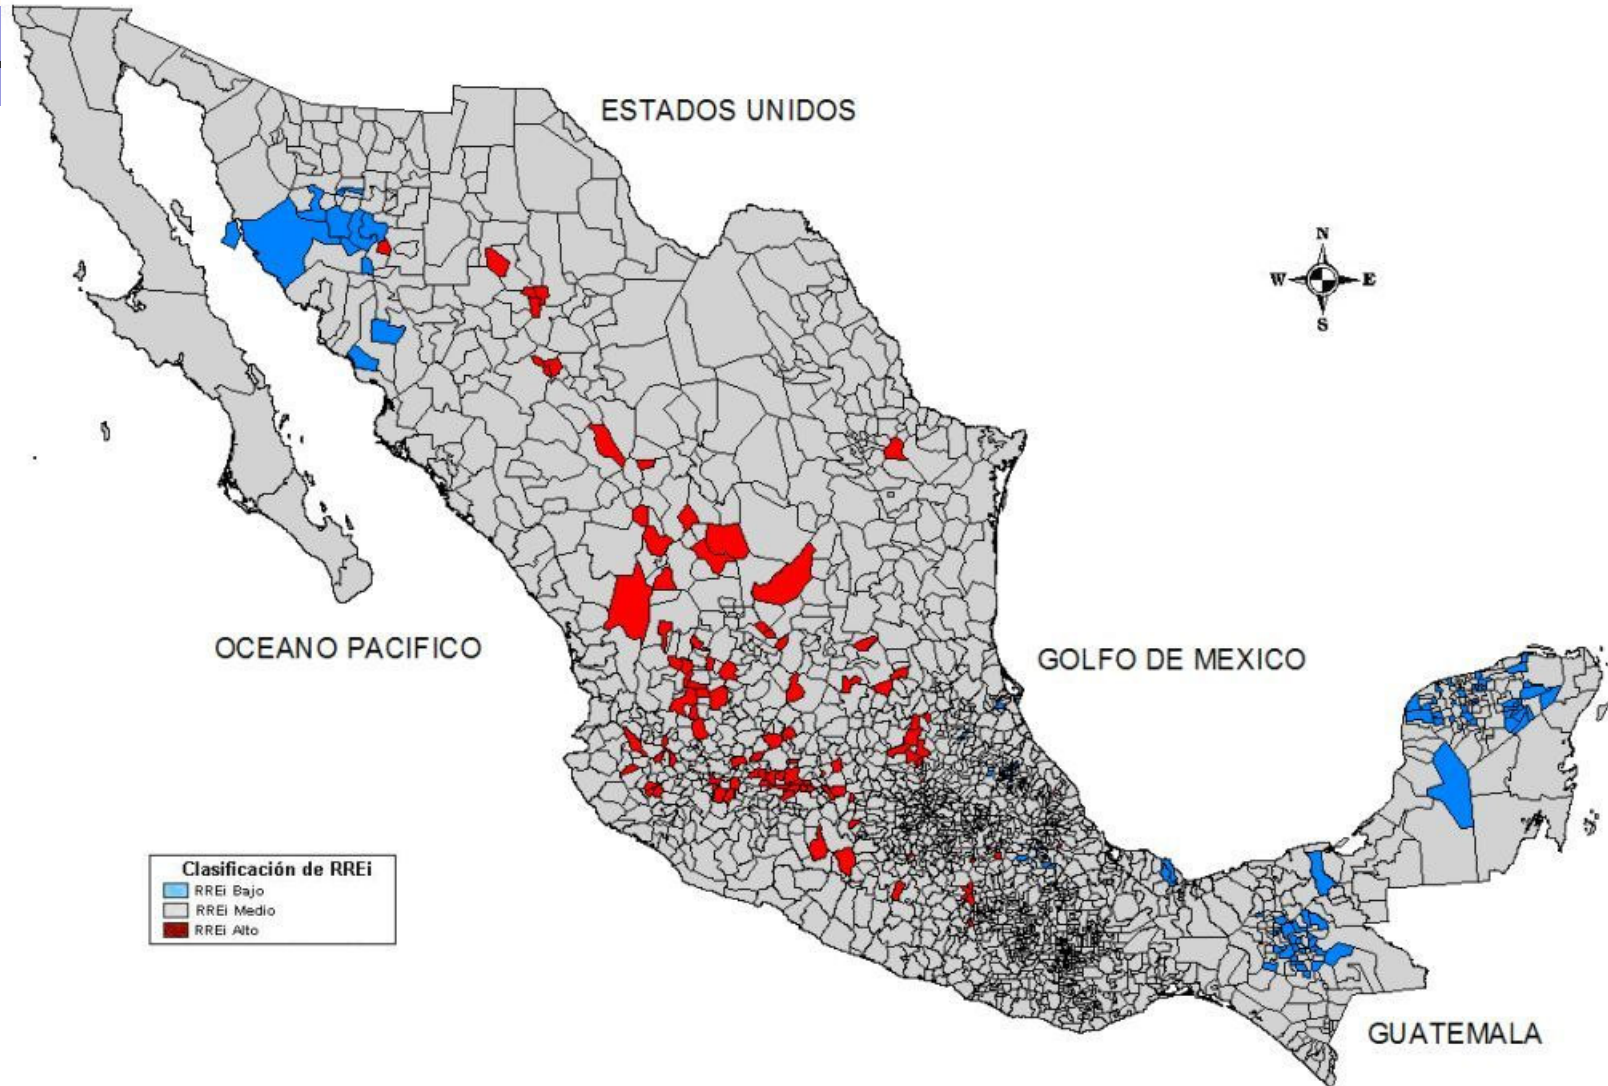 ESTADOS UNIDOS
N
W
E
S
OCEANO PACIFICO
GOLFO DE MEXICO
Clasificación de RREi
RREi Bajo
RREi Medio
RREi Alto
GUATEMALA